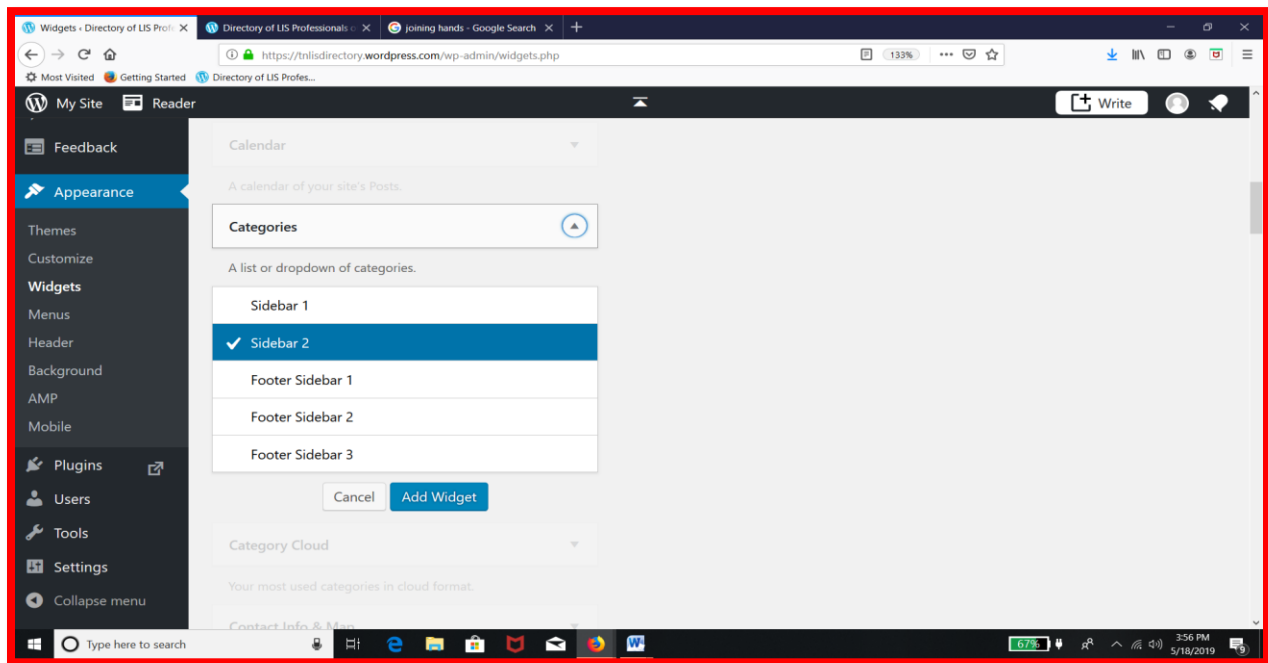 Widgets ‹ Directory of LIS Profe
Directory of LIS Professionals o
joining hands - Google Search
https://tnlisdirectory.wordpress.com/wp-admin/widgets.php
133%
Most Visited
Getting Started
Directory of LIS Profes...
My Site
Reader
Write
Feedback
Appearance
Themes
Customize
Widgets
Menus
Header
Background
AMP
Mobile
Plugins
Users
Tools
Settings
Collapse menu
Calendar
A calendar of your site's Posts.
Categories
A list or dropdown of categories.
Sidebar 1
Sidebar 2
Footer Sidebar 1
Footer Sidebar 2
Footer Sidebar 3
Cancel
Add Widget
Category Cloud
Your most used categories in cloud format.
Contact Info & Map
Type here to search
67%
3:56 PM
5/18/2019
9